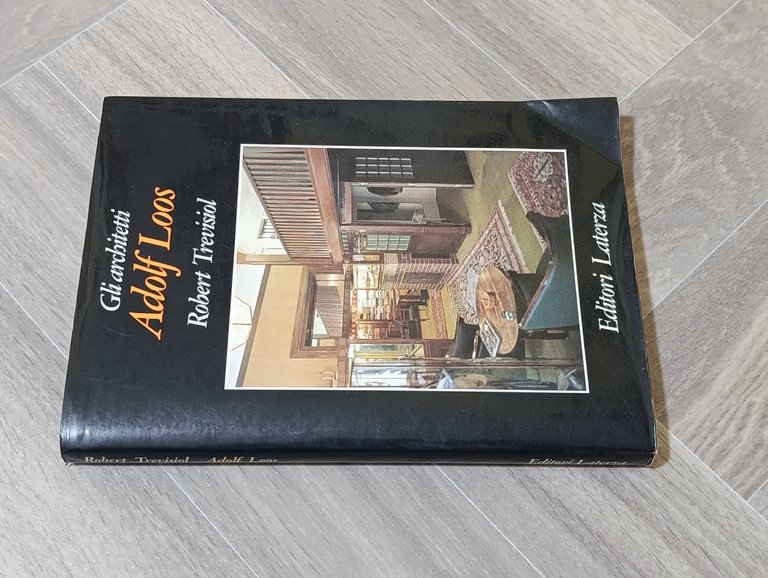 Gli architetti
Adolf Loos
Robert Trevisiol
Editori Laterza
Robert Trevisiol Adolf Loos Editori Laterza